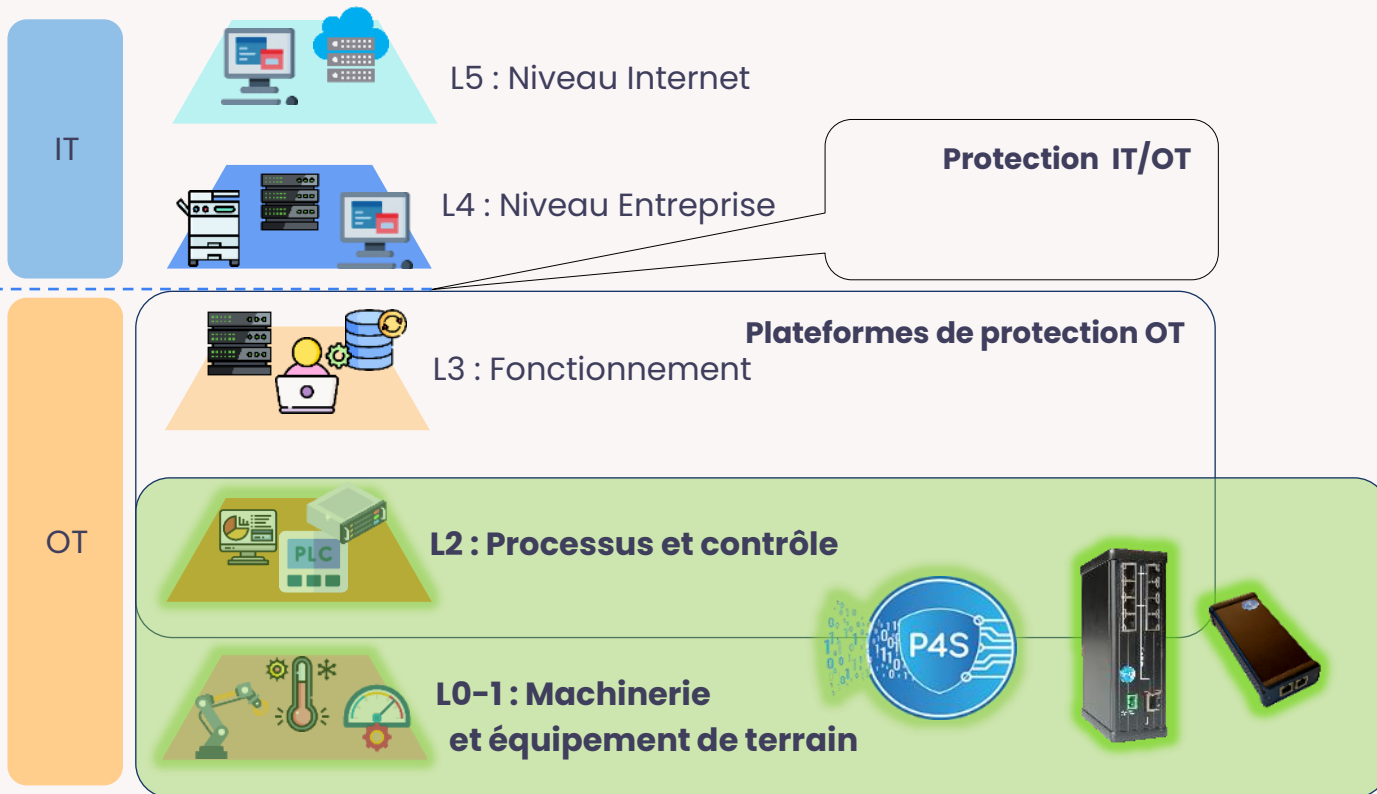 IT
L5 : Niveau Internet
Protection IT/OT
L4 : Niveau Entreprise
OT
Plateformes de protection OT
L3 : Fonctionnement
PLC
L2 : Processus et contrôle
P4S
L0-1 : Machinerie
et équipement de terrain